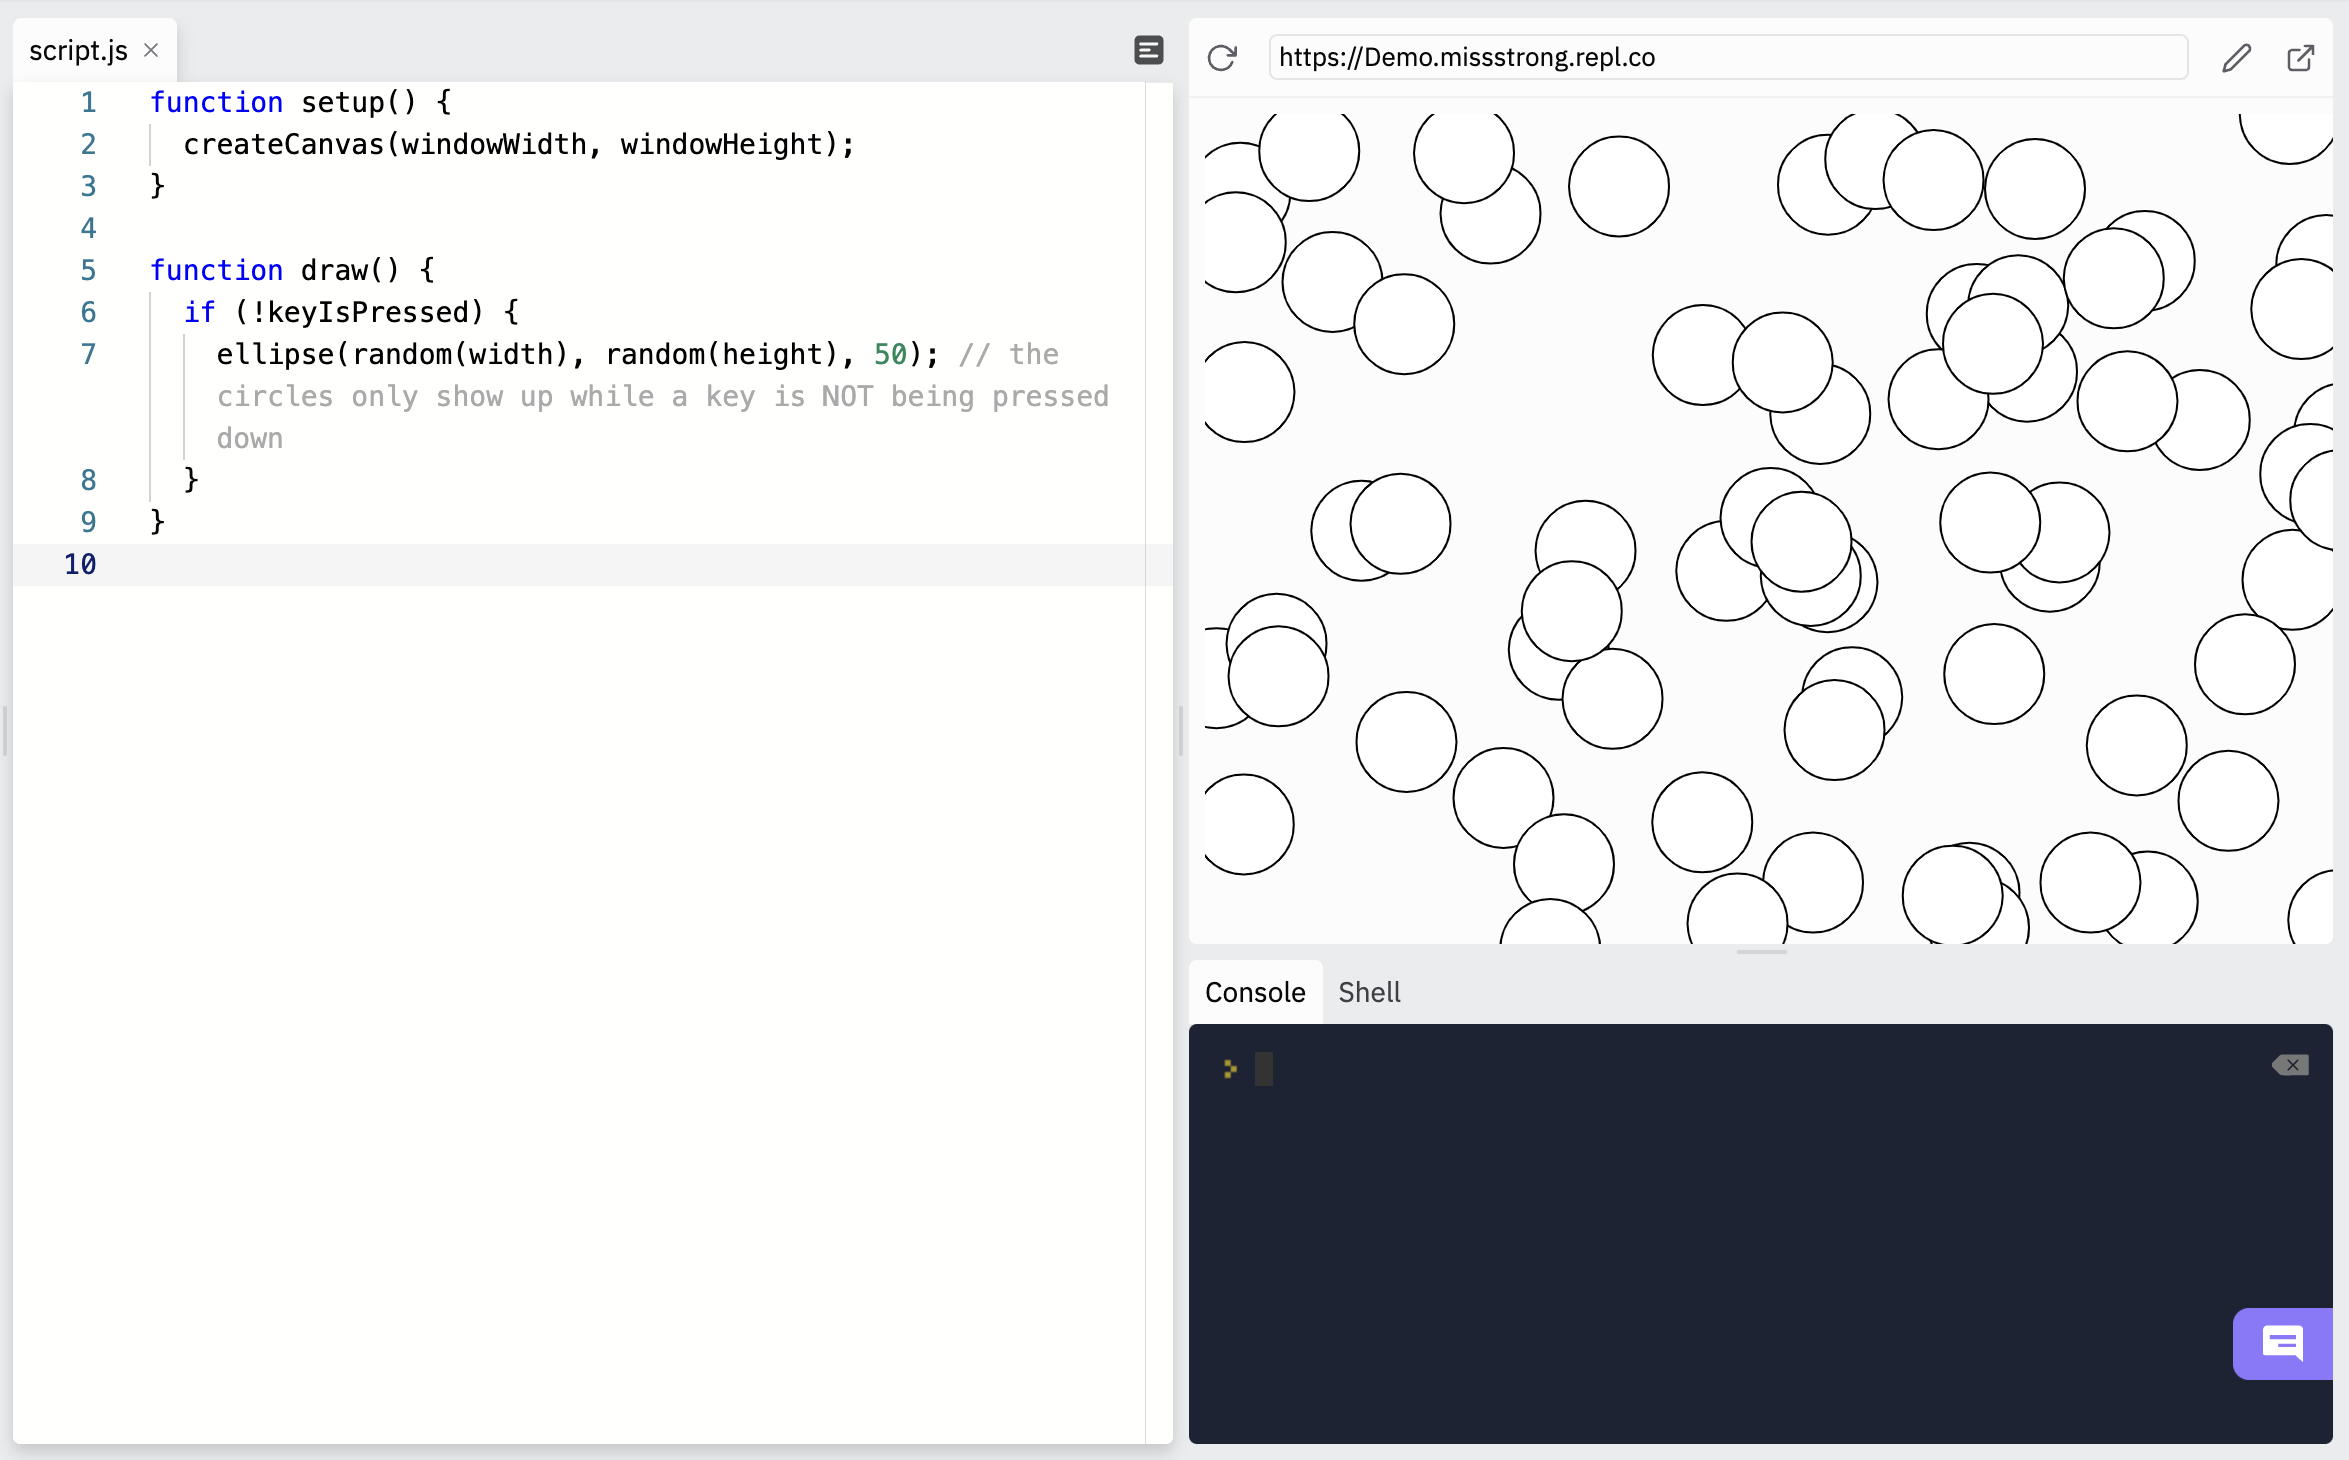 script.js
1 function setup() {
2 createCanvas(windowWidth, windowHeight);
3 }
4
5 function draw() {
6 if (!keyIsPressed) {
7 ellipse(random(width), random(height), 50); // the
circles only show up while a key is NOT being pressed
down
8 }
9 }
10
https://Demo.missstrong.repl.co
Console Shell